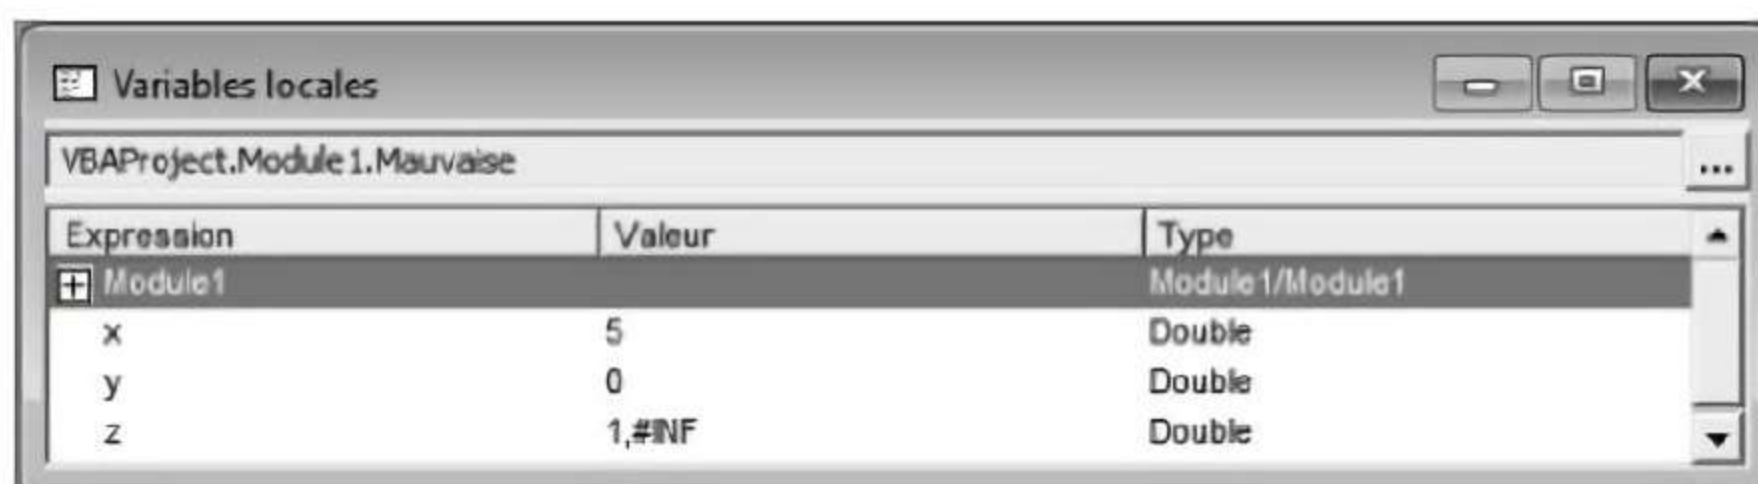 Variables locales
VBAProject.Module1.Mauvaise ...
Expression Valeur Type
Module1 Module1/Module1
x 5 Double
y 0 Double
z 1,#INF Double